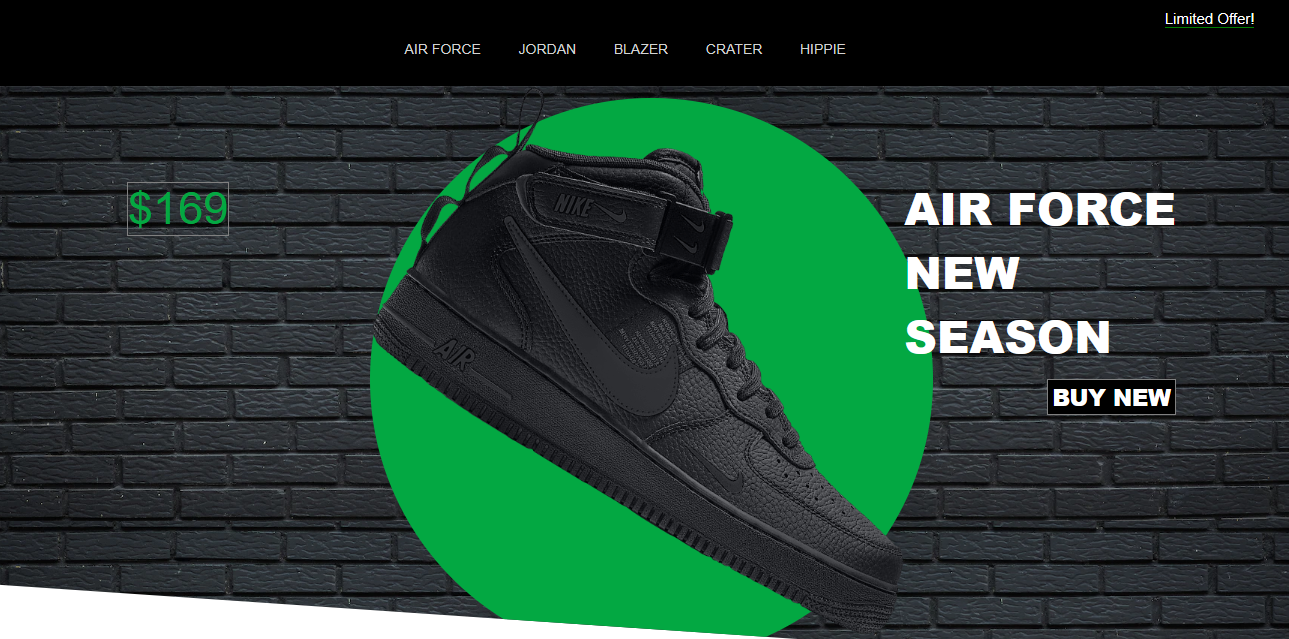 Limited Offer!
AIR FORCE JORDAN BLAZER CRATER HIPPIE
$169
AIR FORCE
NEW
SEASON
BUY NEW
NIKE
AIR